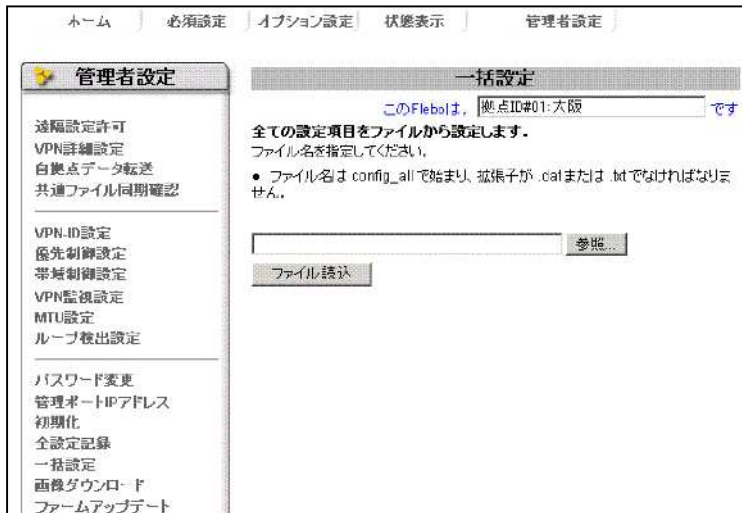 ホーム 必須設定 オプション設定 状態表示 管理者設定
管理者設定
遠隔設定許可
VPN詳細設定
自拠点データ転送
共通ファイル同期確認
VPN-ID設定
優先制御設定
帯域制御設定
VPN監視設定
MTU設定
ループ検出設定
パスワード変更
管理ポートIPアドレス
初期化
全設定記録
一括設定
画像ダウンロード
ファームアップデート
一括設定
このFleboは、 拠点ID#01:大阪 です
全ての設定項目をファイルから設定します。
ファイル名を指定してください。
● ファイル名は config_all で始まり、拡張子が .dat または .txt でなければなりま
せん。
参照...
ファイル読込